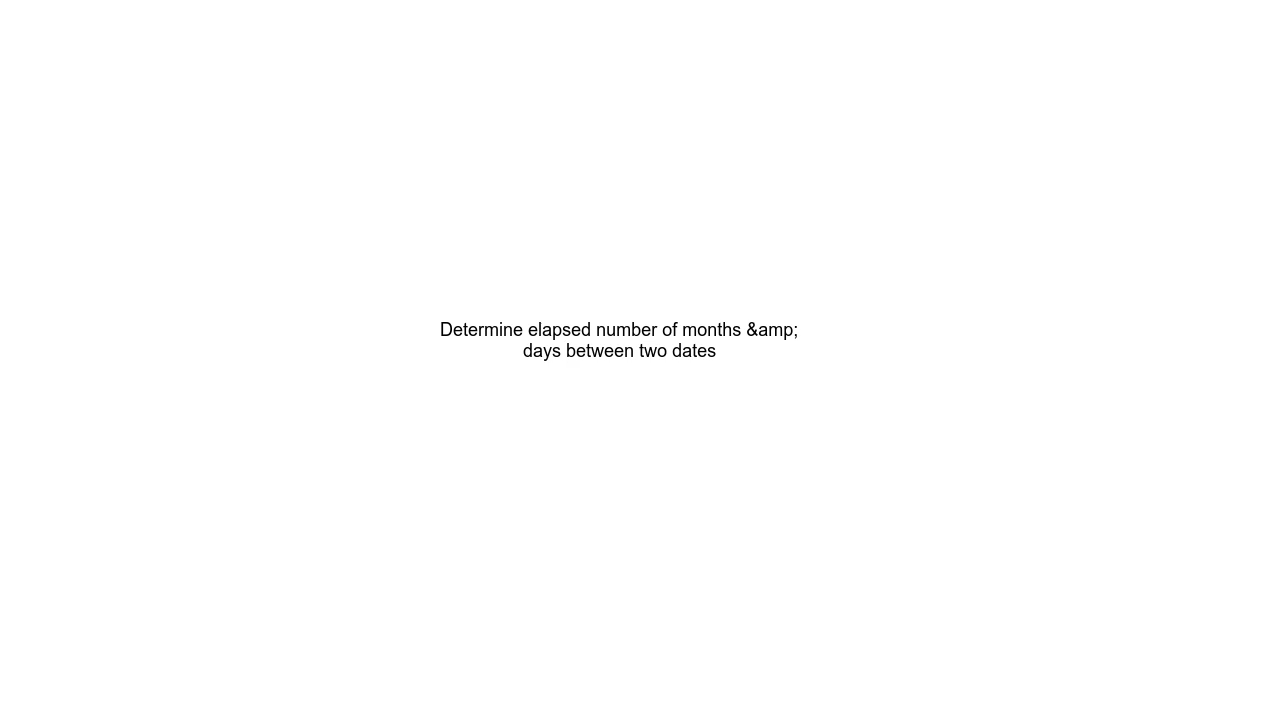 Determine elapsed number of months &amp;
days between two dates